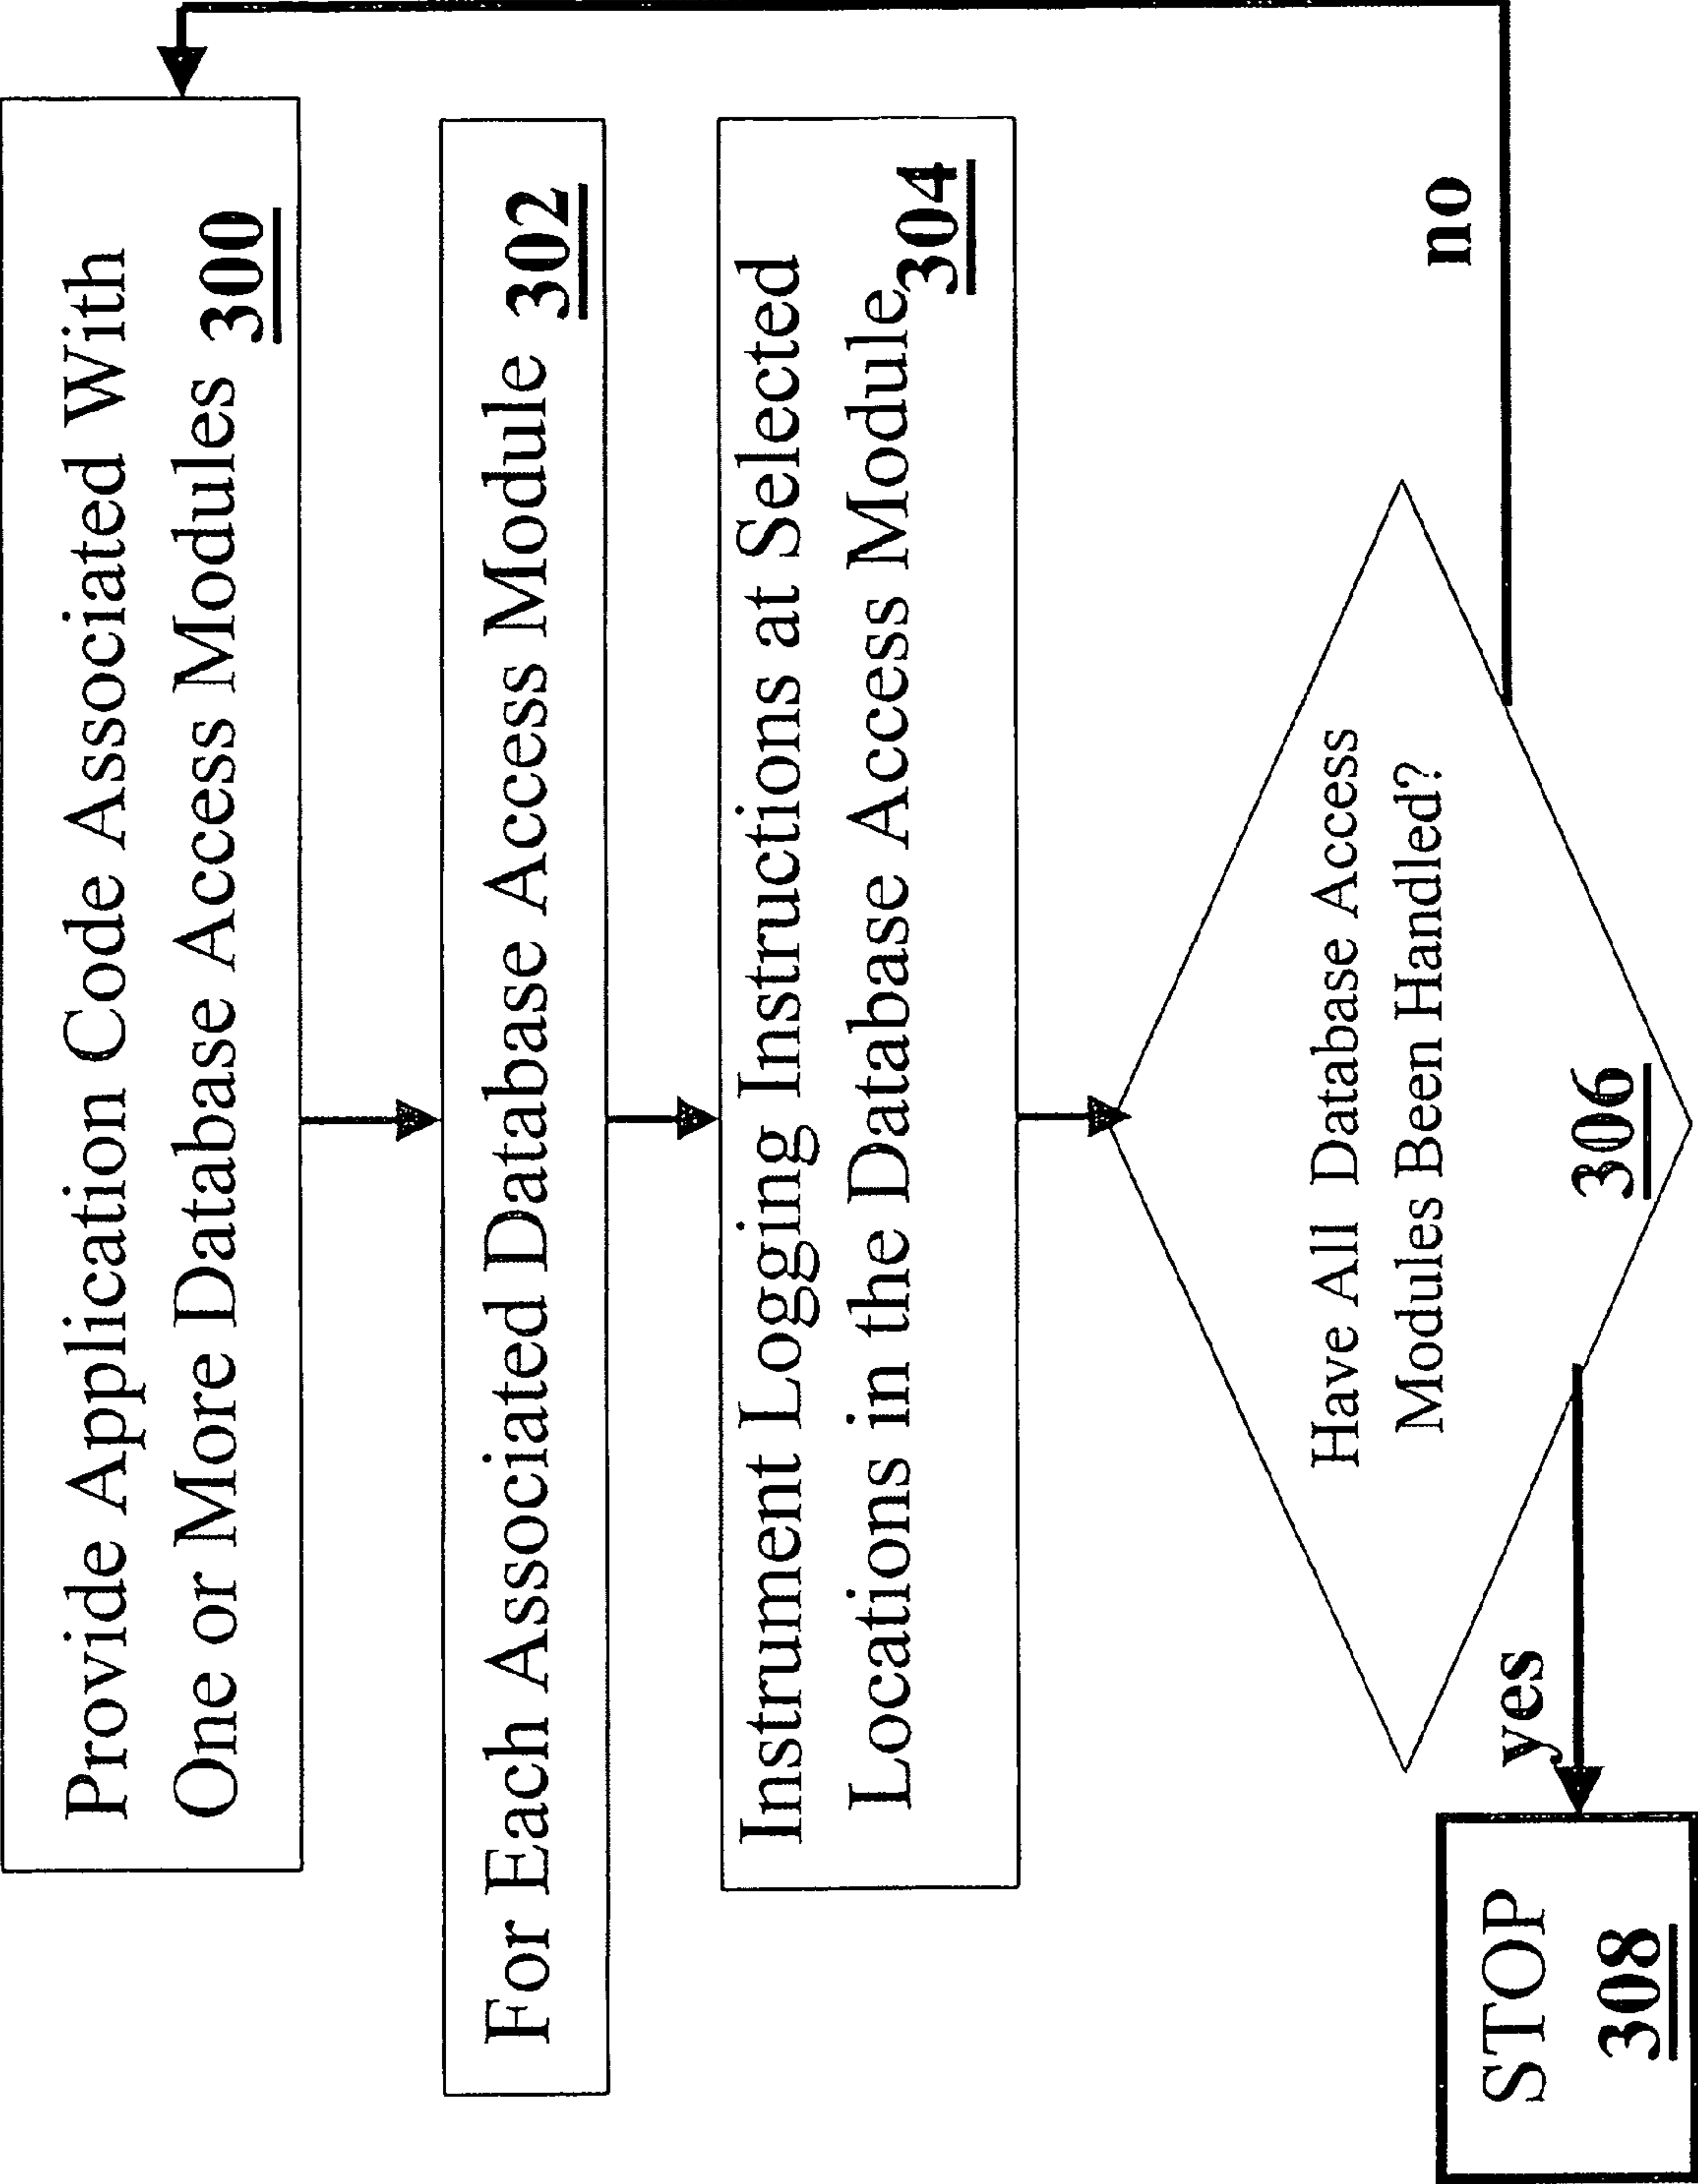 Provide Application Code Associated With
One or More Database Access Modules 300
For Each Associated Database Access Module 302
Instrument Logging Instructions at Selected
Locations in the Database Access Module 304
Have All Database Access
Modules Been Handled?
306
no
yes
STOP
308